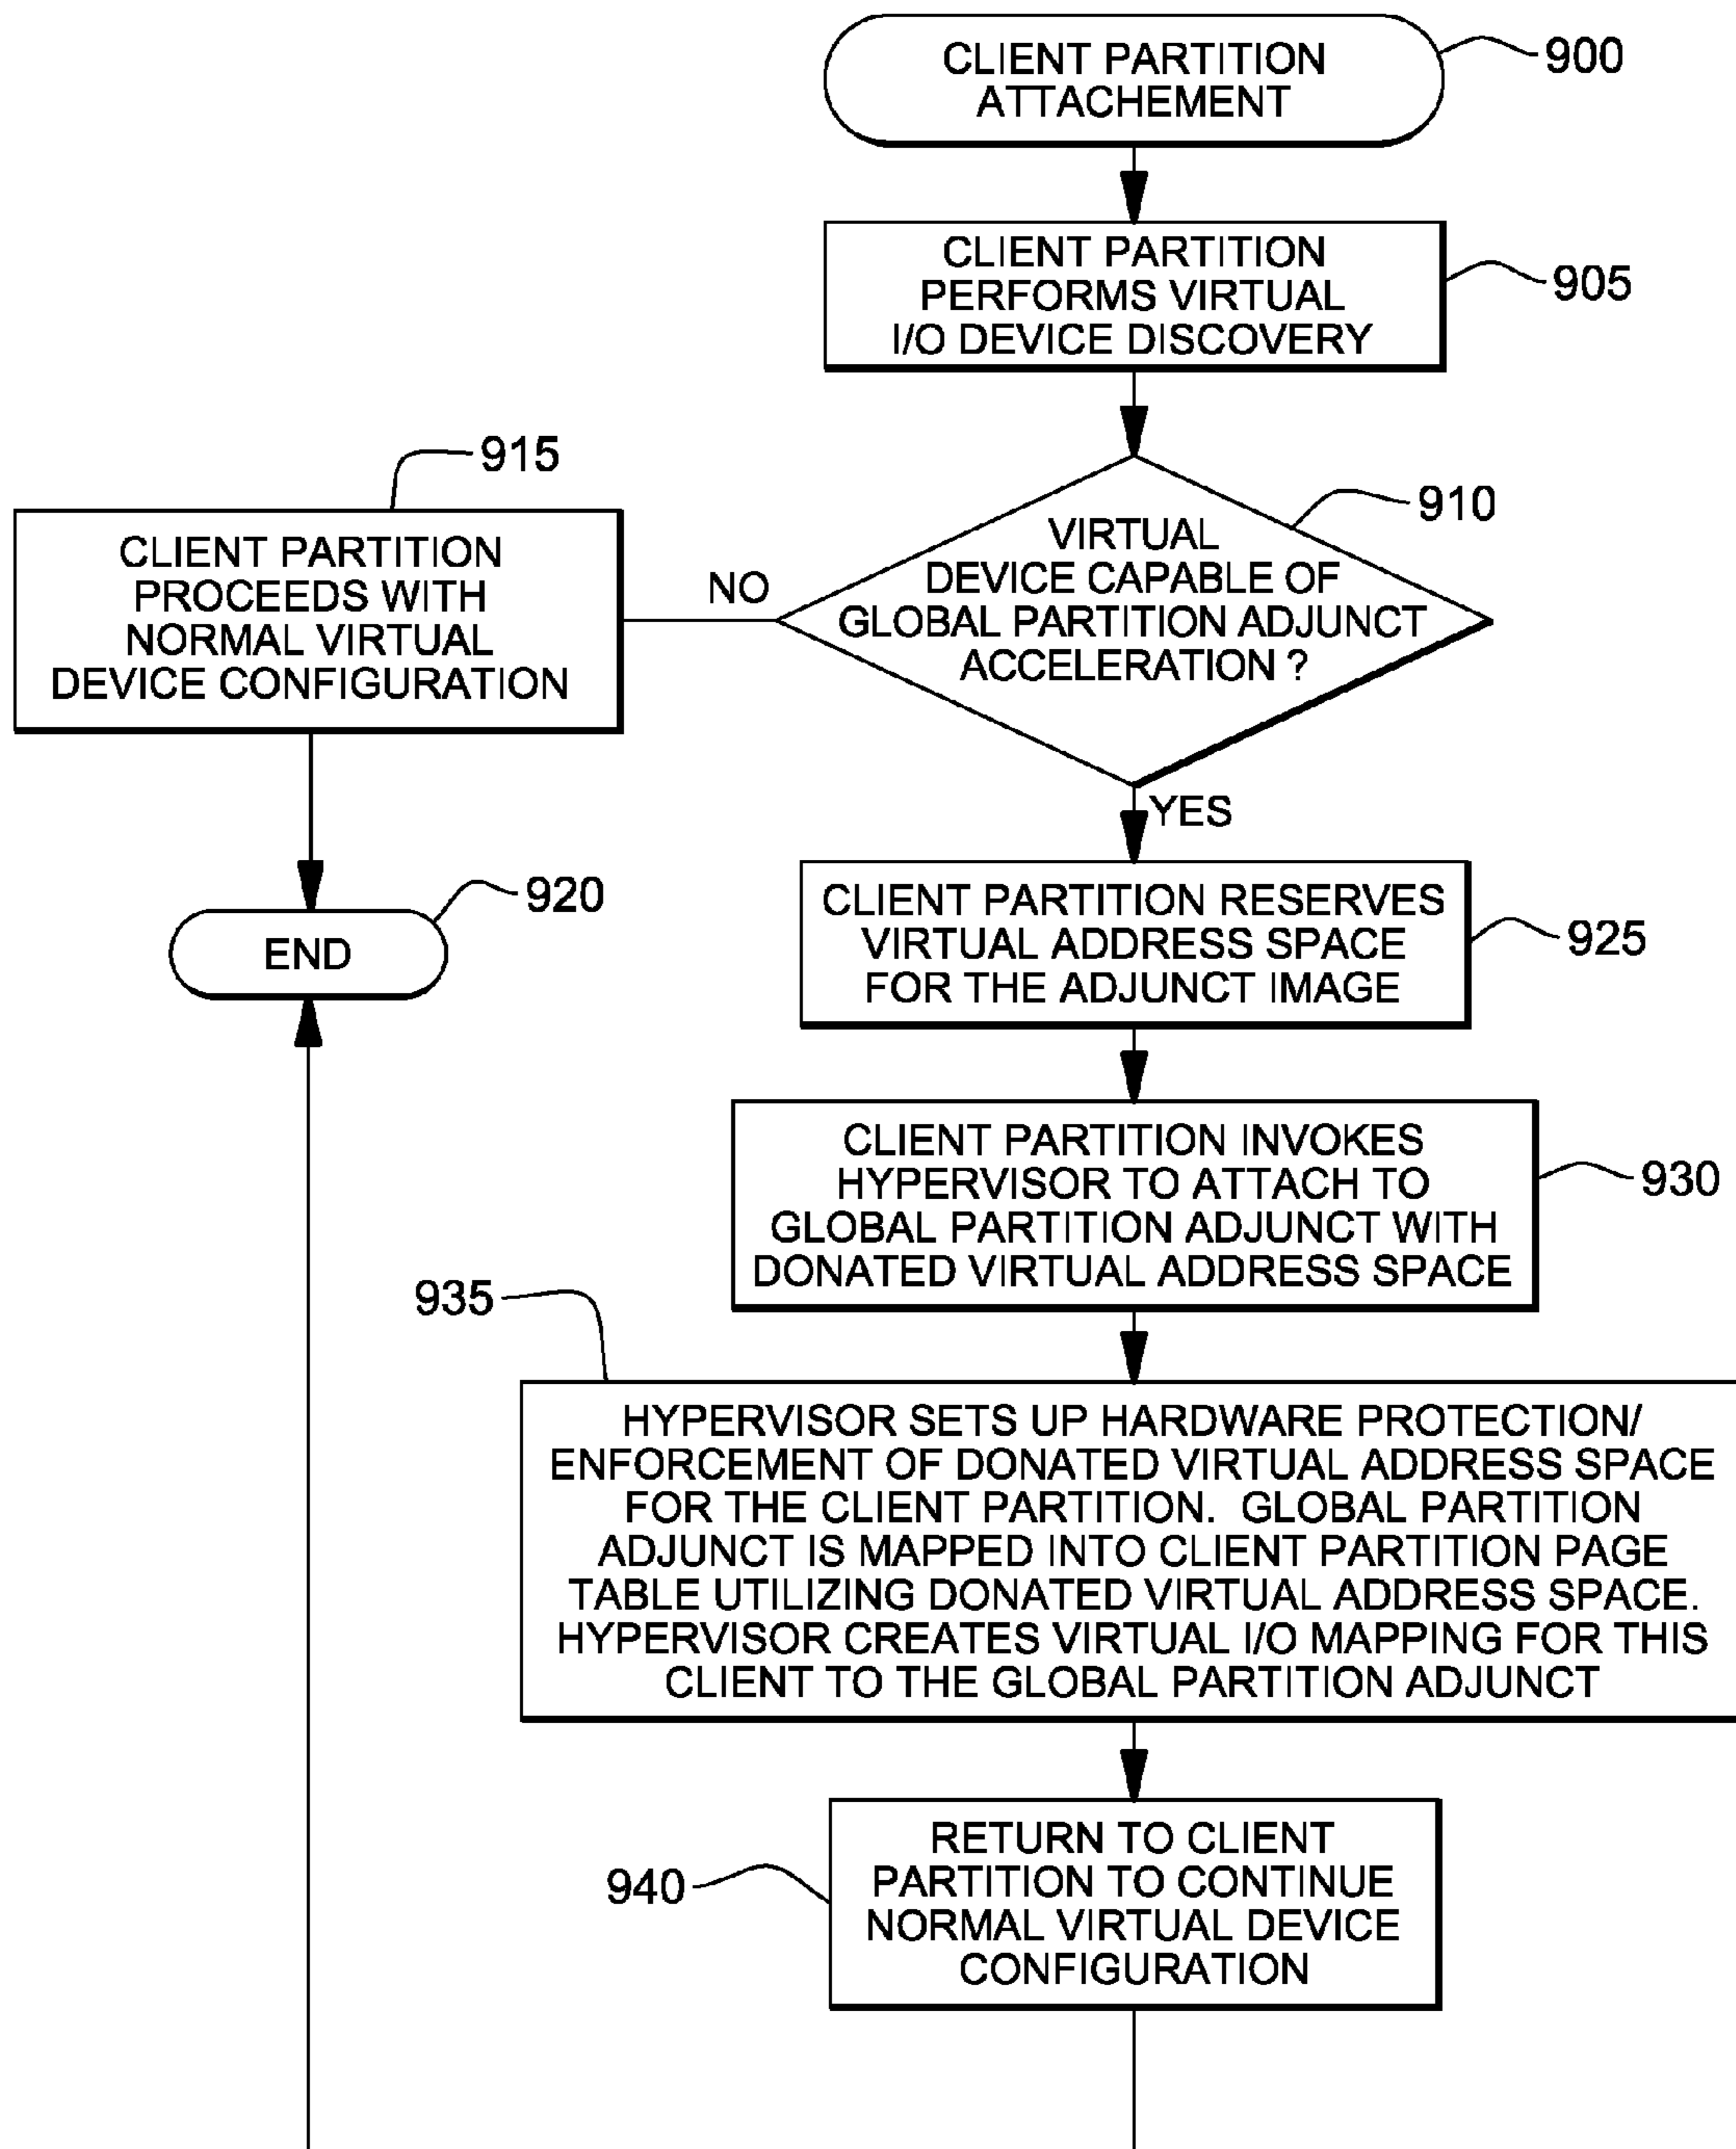 CLIENT PARTITION
ATTACHEMENT
900
CLIENT PARTITION
PERFORMS VIRTUAL
I/O DEVICE DISCOVERY
905
VIRTUAL
DEVICE CAPABLE OF
GLOBAL PARTITION ADJUNCT
ACCELERATION ?
910
NO
915
CLIENT PARTITION
PROCEEDS WITH
NORMAL VIRTUAL
DEVICE CONFIGURATION
END
920
YES
CLIENT PARTITION RESERVES
VIRTUAL ADDRESS SPACE
FOR THE ADJUNCT IMAGE
925
CLIENT PARTITION INVOKES
HYPERVISOR TO ATTACH TO
GLOBAL PARTITION ADJUNCT WITH
DONATED VIRTUAL ADDRESS SPACE
930
935
HYPERVISOR SETS UP HARDWARE PROTECTION/
ENFORCEMENT OF DONATED VIRTUAL ADDRESS SPACE
FOR THE CLIENT PARTITION. GLOBAL PARTITION
ADJUNCT IS MAPPED INTO CLIENT PARTITION PAGE
TABLE UTILIZING DONATED VIRTUAL ADDRESS SPACE.
HYPERVISOR CREATES VIRTUAL I/O MAPPING FOR THIS
CLIENT TO THE GLOBAL PARTITION ADJUNCT
940
RETURN TO CLIENT
PARTITION TO CONTINUE
NORMAL VIRTUAL DEVICE
CONFIGURATION